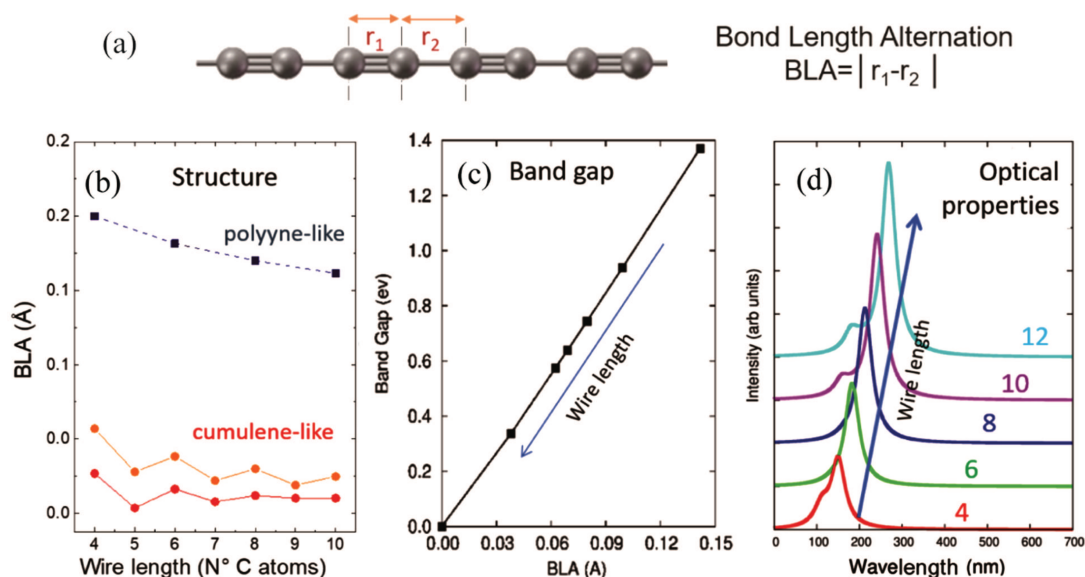 (a)
r₁
r₂
Bond Length Alternation
BLA=|r₁-r₂|
(b)
Structure
polyyne-like
cumulene-like
BLA (Å)
0.2
0.2
0.1
0.1
0.0
0.0
4 5 6 7 8 9 10
Wire length (N° C atoms)
(c)
Band gap
Band Gap (ev)
1.4
1.2
1.0
0.8
0.6
0.4
0.2
0.0
Wire length
0.00 0.03 0.06 0.09 0.12 0.15
BLA (A)
(d)
Optical
properties
Intensity (arb units)
12
10
8
6
4
Wire length
0 100 200 300 400 500 600 700
Wavelength (nm)